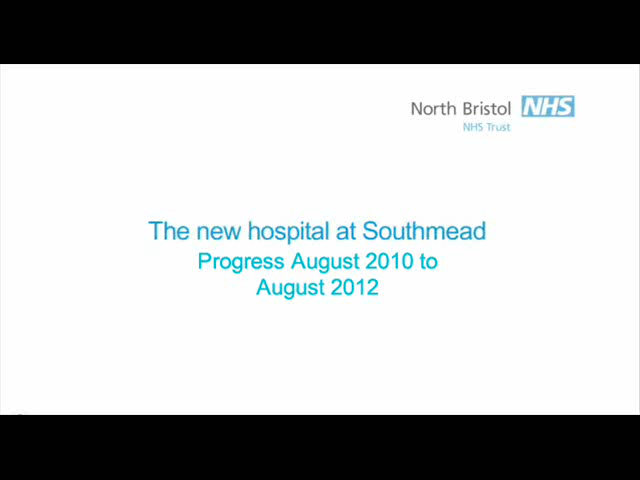 North Bristol NHS
NHS Trust
The new hospital at Southmead
Progress August 2010 to
August 2012